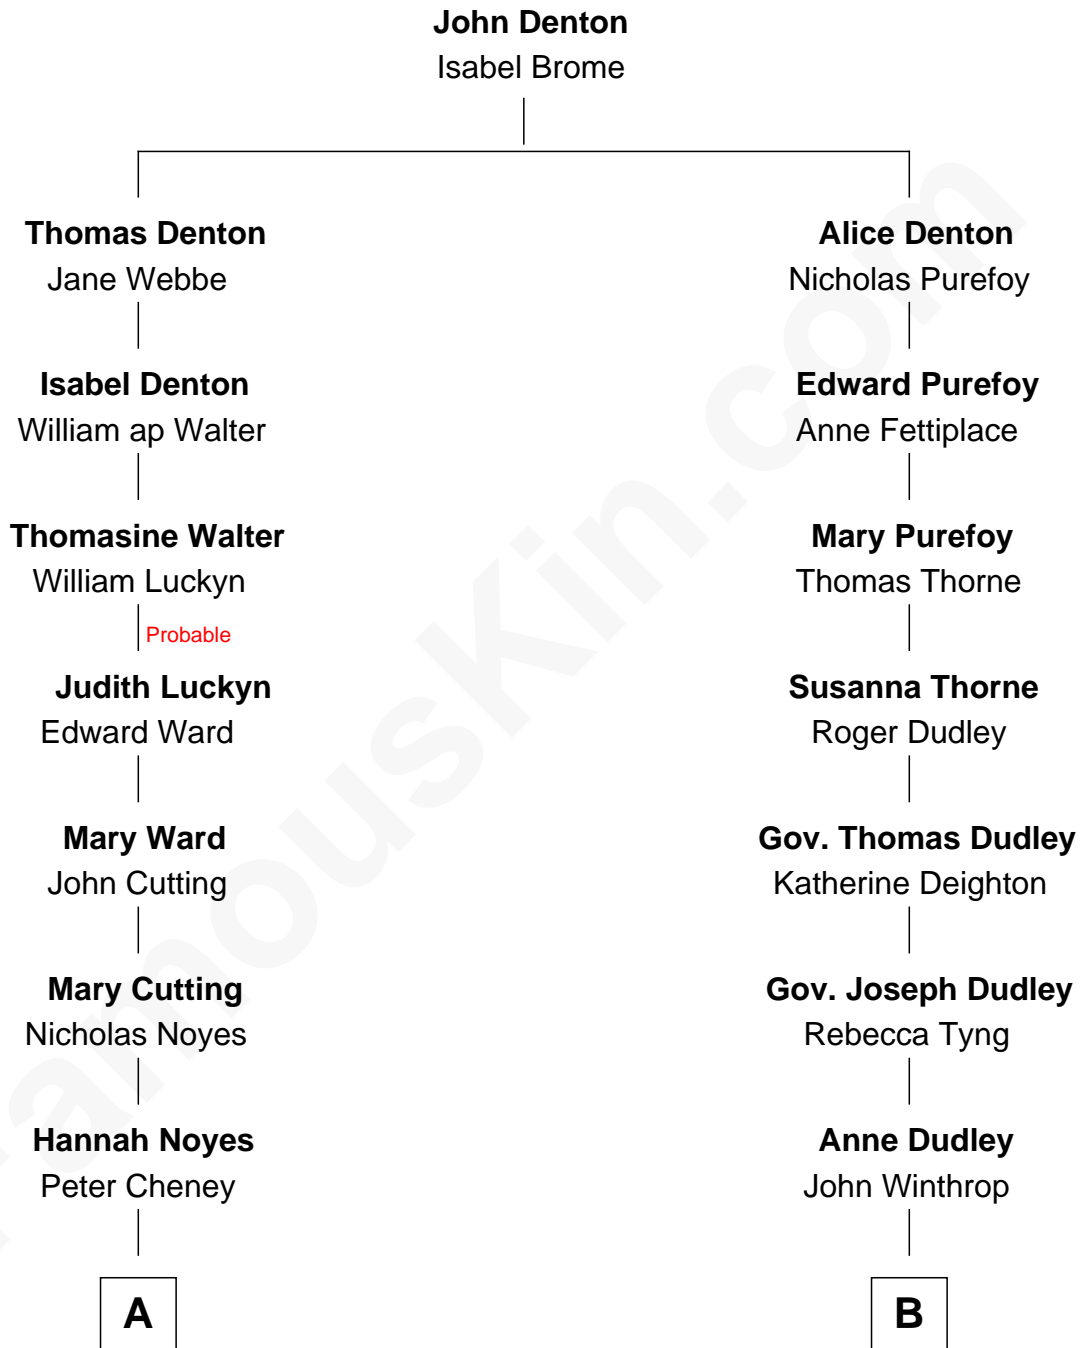 John Denton
Isabel Brome
Thomas Denton
Jane Webbe
Alice Denton
Nicholas Purefoy
Isabel Denton
William ap Walter
Edward Purefoy
Anne Fettiplace
Thomasine Walter
William Luckyn
Mary Purefoy
Thomas Thorne
Probable
Judith Luckyn
Edward Ward
Susanna Thorne
Roger Dudley
Mary Ward
John Cutting
Gov. Thomas Dudley
Katherine Deighton
Mary Cutting
Nicholas Noyes
Gov. Joseph Dudley
Rebecca Tyng
Hannah Noyes
Peter Cheney
Anne Dudley
John Winthrop
A
B
FamousKin.com